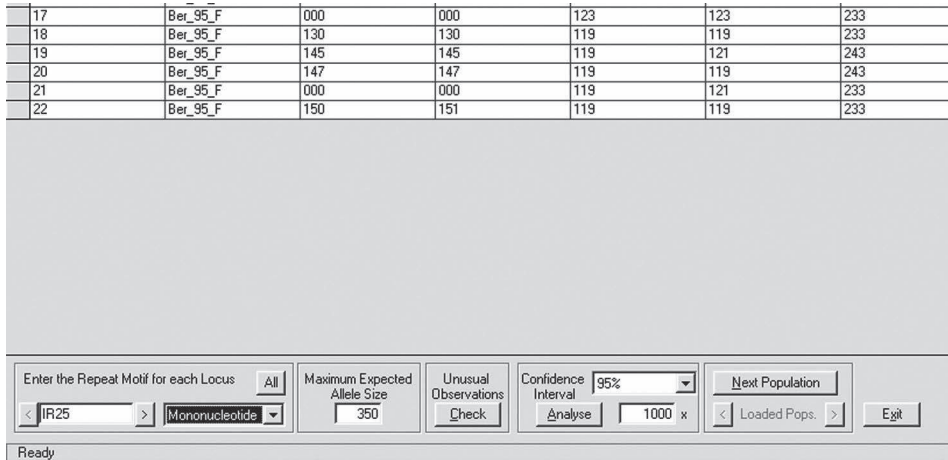 17 Ber_95_F 000 000 123 123 233
18 Ber_95_F 130 130 119 119 233
19 Ber_95_F 145 145 119 121 243
20 Ber_95_F 147 147 119 119 243
21 Ber_95_F 000 000 119 121 233
22 Ber_95_F 150 151 119 119 233
Enter the Repeat Motif for each Locus All
< IR25 > Mononucleotide
Maximum Expected
Allele Size
350
Unusual
Observations
Check
Confidence
Interval
95%
Analyse 1000 x
Next Population
< Loaded Pops. >
Exit
Ready